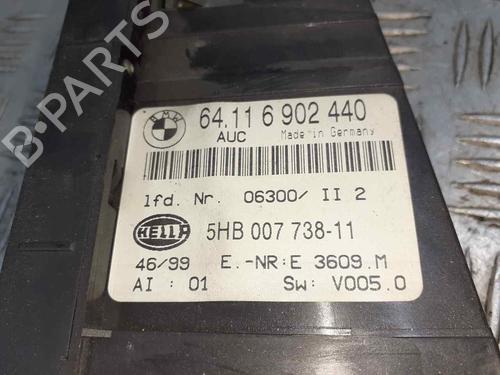 BMW
64.11 6 902 440
AUC Made in Germany
lfd. Nr. 06300/ II 2
HELLA 5HB 007 738-11
46/99 E.-NR:E 3609.M
AI : 01 Sw: V005.0
B-PARTS